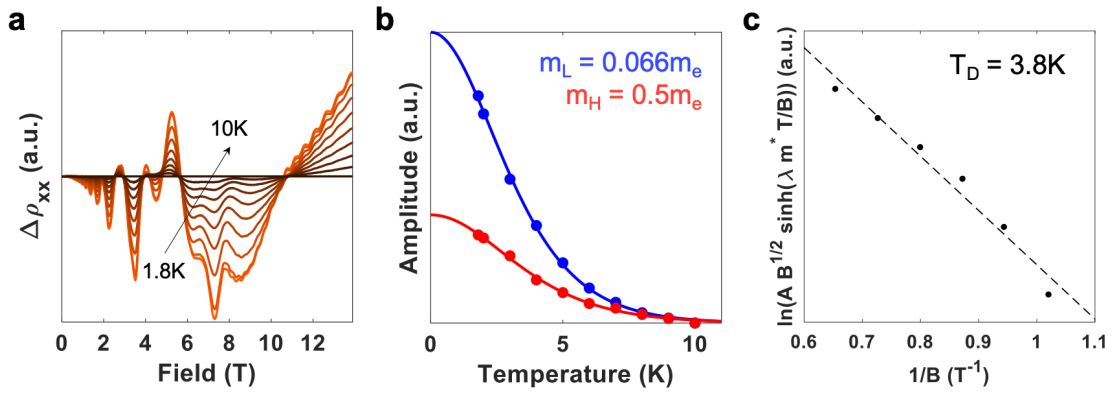 a
Δρxx (a.u.)
10K
1.8K
0 2 4 6 8 10 12
Field (T)
b
mL = 0.066me
mH = 0.5me
Amplitude (a.u.)
0 5 10
Temperature (K)
c
TD = 3.8K
ln(A B1/2 sinh(λ m* T/B)) (a.u.)
0.6 0.7 0.8 0.9 1 1.1
1/B (T-1)